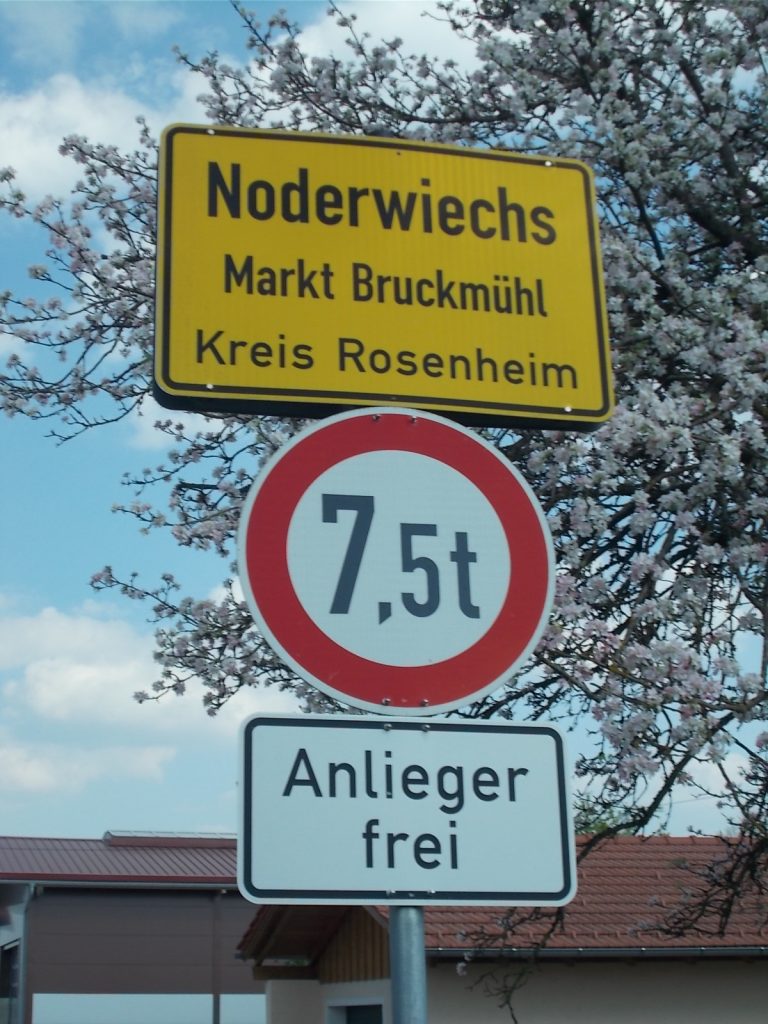 Noderwiechs
Markt Bruckmühl
Kreis Rosenheim
7,5t
Anlieger
frei